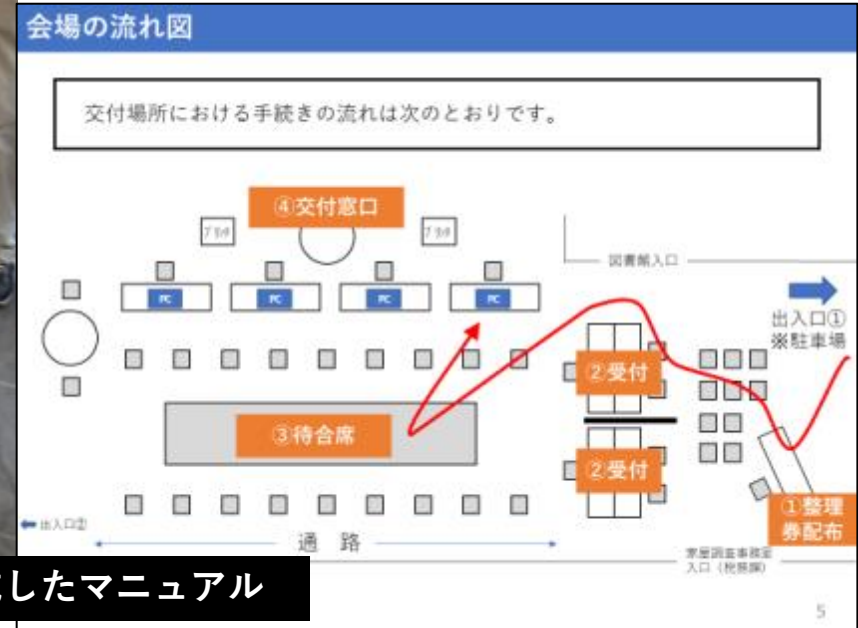 会場の流れ図
交付場所における手続きの流れは次のとおりです。
④交付窓口
図書館入口
PC
PC
PC
PC
出入口①
※駐車場
②受付
③待合席
②受付
①整理
券配布
出入口②
通 路
家屋調査事務室
入口（税務課）
したマニュアル
5